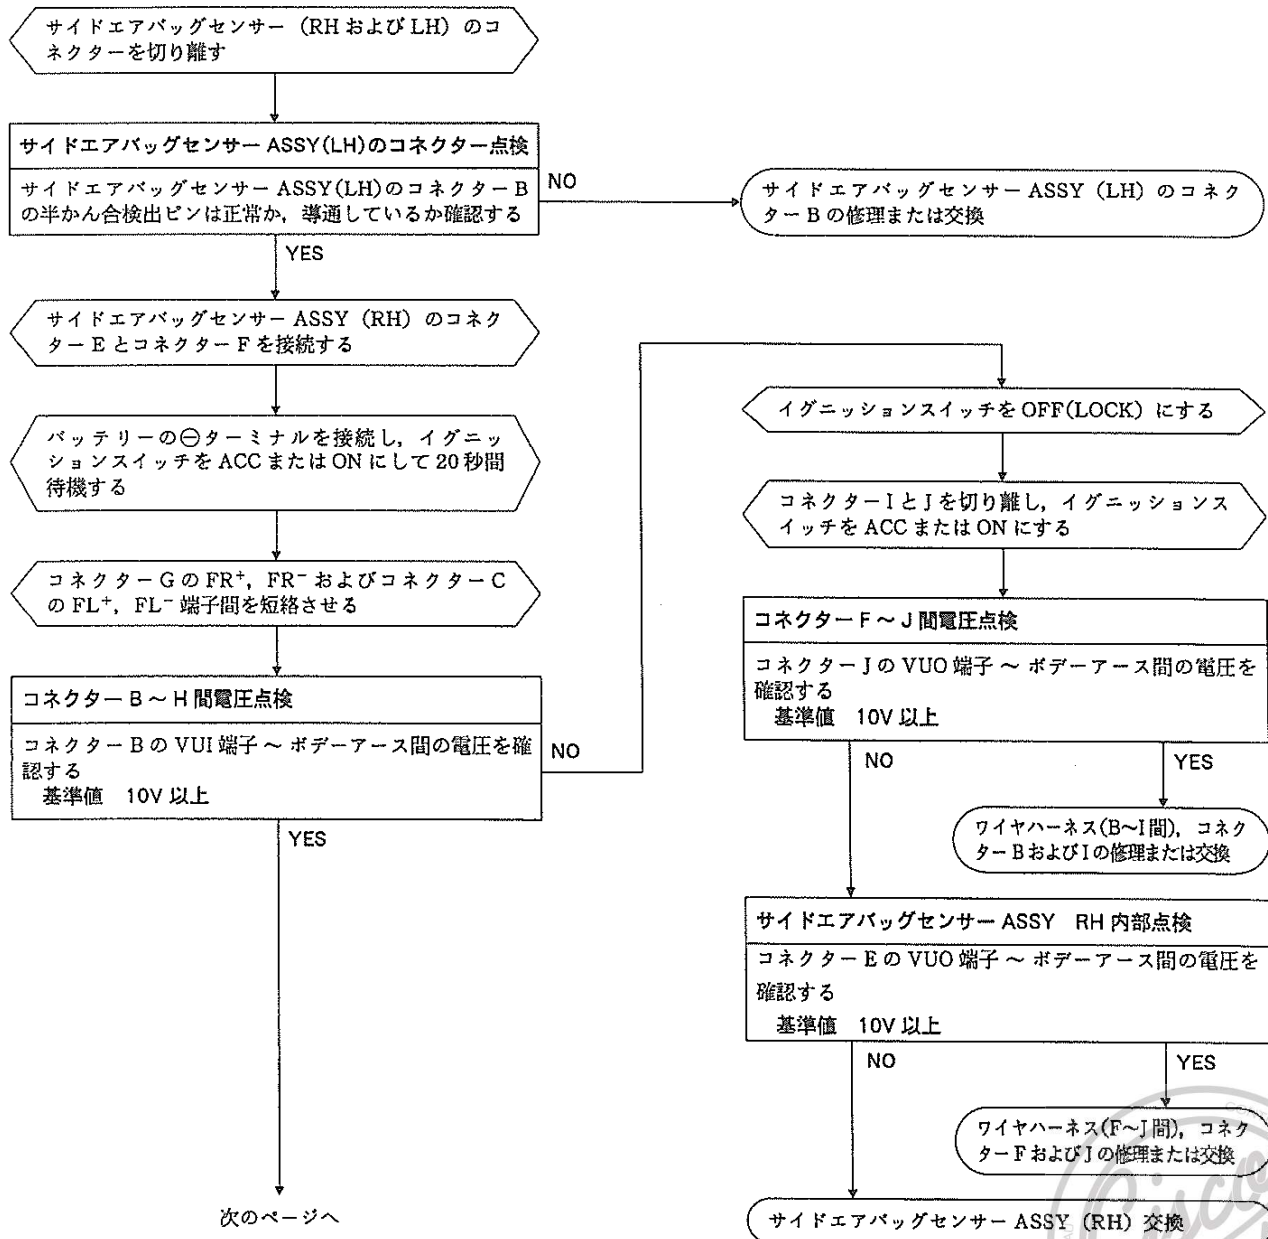 サイドエアバッグセンサー（RHおよびLH）のコ
ネクターを切り離す
サイドエアバッグセンサー ASSY(LH)のコネクター点検
サイドエアバッグセンサー ASSY(LH)のコネクター B
の半かん合検出ピンは正常か，導通しているか確認する
NO
サイドエアバッグセンサー ASSY（LH）のコネク
ター B の修理または交換
YES
サイドエアバッグセンサー ASSY（RH）のコネク
ター E とコネクター F を接続する
バッテリーの⊖ターミナルを接続し，イグニッ
ションスイッチを ACC または ON にして 20 秒間
待機する
コネクター G の FR⁺，FR⁻ およびコネクター C
の FL⁺，FL⁻ 端子間を短絡させる
コネクター B ～ H 間電圧点検
コネクター B の VUI 端子 ～ ボデーアース間の電圧を確
認する
基準値　10V 以上
NO
YES
次のページへ
イグニッションスイッチを OFF(LOCK) にする
コネクター I と J を切り離し，イグニッションス
イッチを ACC または ON にする
コネクター F ～ J 間電圧点検
コネクター J の VUO 端子 ～ ボデーアース間の電圧を
確認する
基準値　10V 以上
NO
YES
ワイヤハーネス(B～I 間)，コネク
ター B および I の修理または交換
サイドエアバッグセンサー ASSY　RH 内部点検
コネクター E の VUO 端子 ～ ボデーアース間の電圧を
確認する
基準値　10V 以上
NO
YES
ワイヤハーネス(F～J 間)，コネク
ター F および J の修理または交換
サイドエアバッグセンサー ASSY（RH）交換